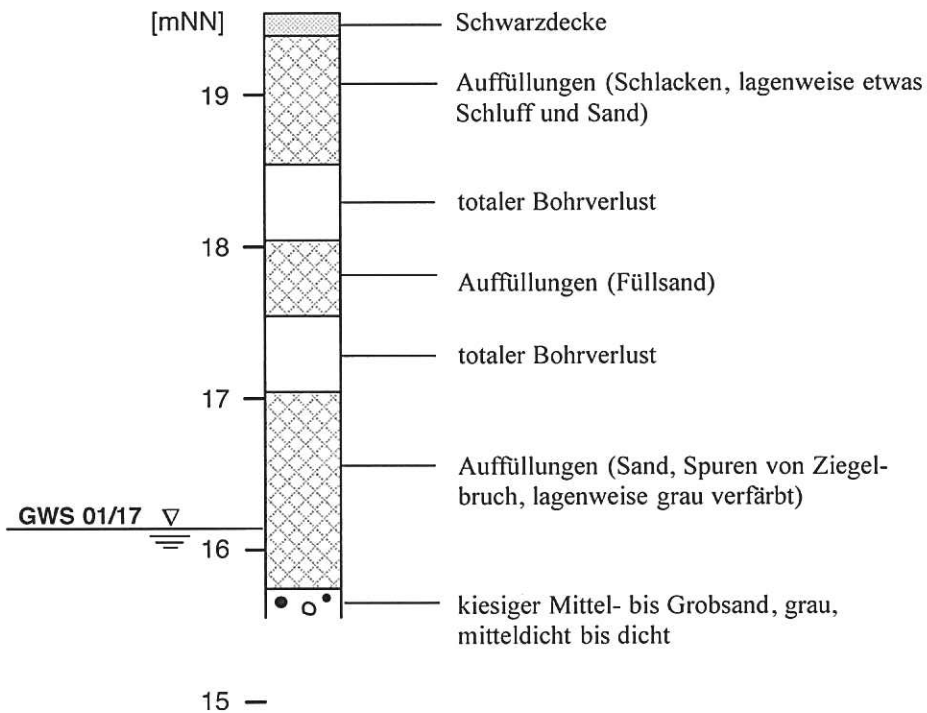 [mNN]
Schwarzdecke
19
Auffüllungen (Schlacken, lagenweise etwas
Schluff und Sand)
totaler Bohrverlust
18
Auffüllungen (Füllsand)
totaler Bohrverlust
17
Auffüllungen (Sand, Spuren von Ziegel-
bruch, lagenweise grau verfärbt)
GWS 01/17
16
kiesiger Mittel- bis Grobsand, grau,
mitteldicht bis dicht
15